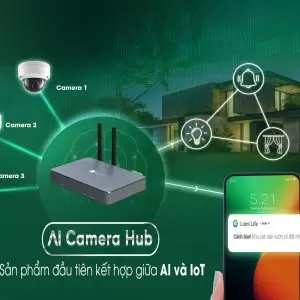 Camera 1
Camera 2
Camera 3
AI Camera Hub
Sản phẩm đầu tiên kết hợp giữa AI và IoT
5:21
Lumi Life
Cảnh báo!